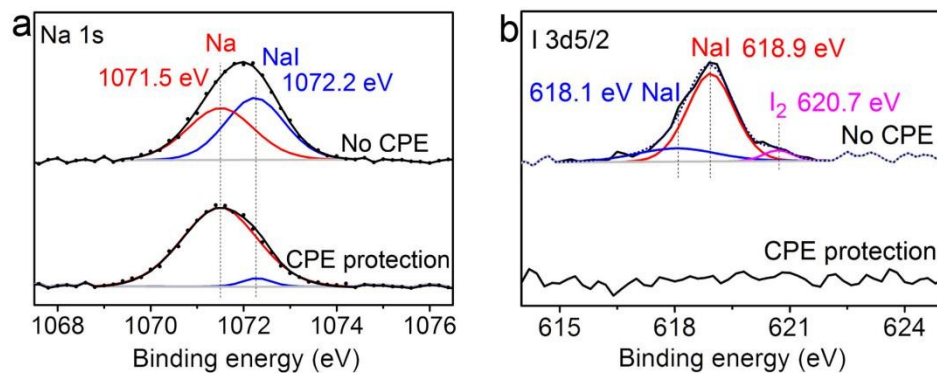 a
Na 1s
Na
1071.5 eV
NaI
1072.2 eV
No CPE
CPE protection
1068 1070 1072 1074 1076
Binding energy (eV)
b
I 3d5/2
NaI 618.9 eV
618.1 eV NaI
I₂ 620.7 eV
No CPE
CPE protection
615 618 621 624
Binding energy (eV)